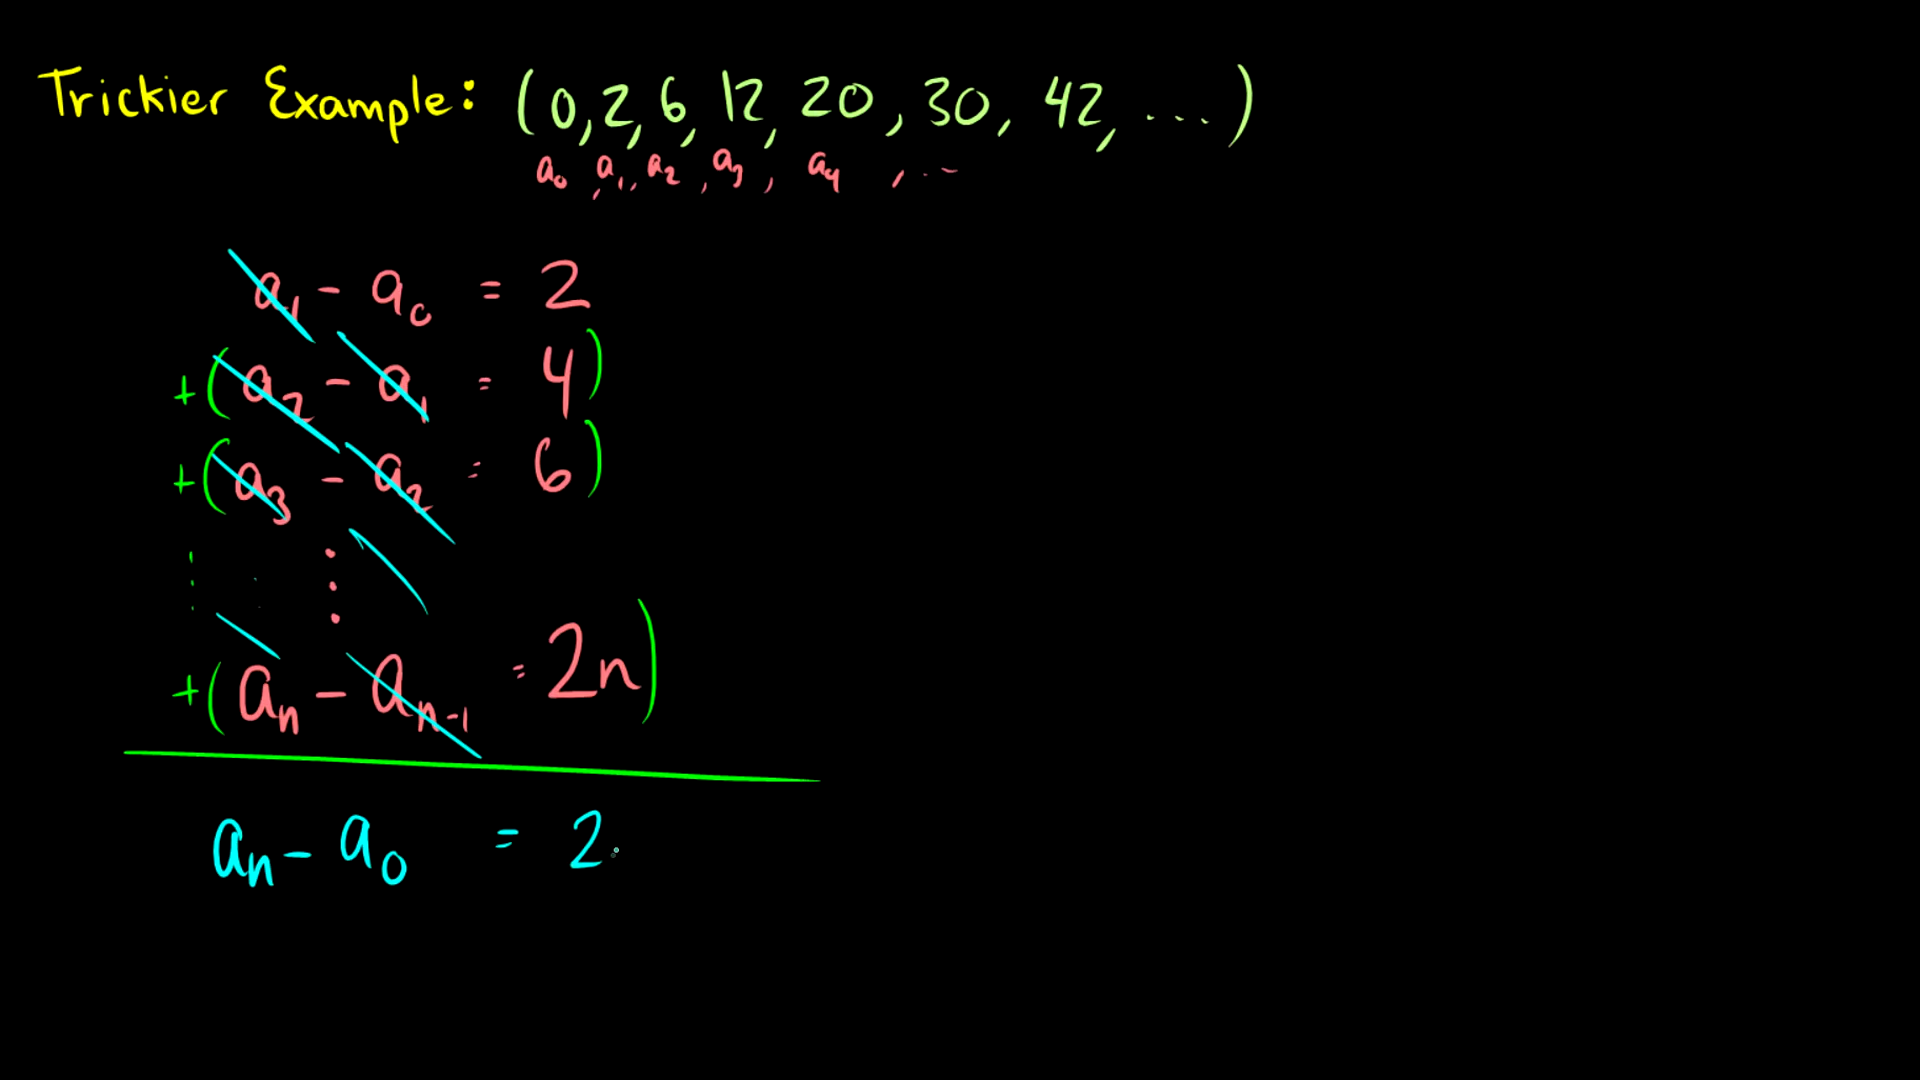 Trickier Example: (0, 2, 6, 12, 20, 30, 42, ...)
a₀, a₁, a₂, a₃, a₄, ...
a₁ - a₀ = 2
+(a₂ - a₁ = 4)
+(a₃ - a₂ = 6)
⋮ ⋮
+(aₙ - aₙ₋₁ = 2n)
aₙ - a₀ = 2